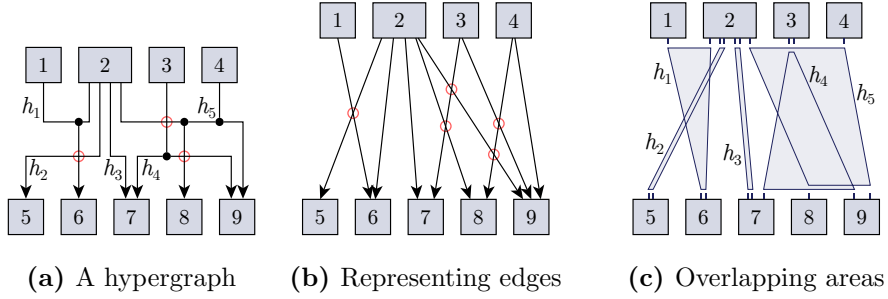 1 2 3 4
h1 h5
h2 h3 h4
5 6 7 8 9
(a) A hypergraph
1 2 3 4
5 6 7 8 9
(b) Representing edges
1 2 3 4
h1 h4
h5
h2 h3
5 6 7 8 9
(c) Overlapping areas